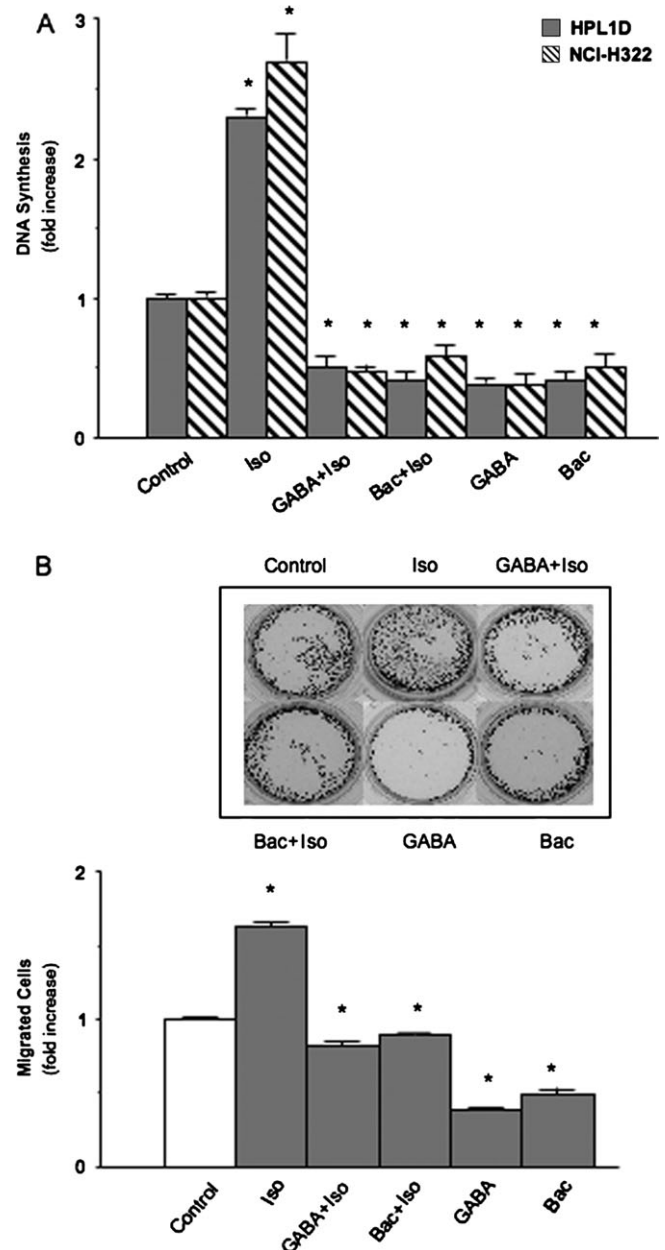 A
HPL1D
NCI-H322
DNA Synthesis
(fold increase)
3
2
1
0
* * * * * * * * * *
Control
Iso
GABA+Iso
Bac+Iso
GABA
Bac
B
Control Iso GABA+Iso
Bac+Iso GABA Bac
Migrated Cells
(fold increase)
2
1
0
* * * * *
Control
Iso
GABA+Iso
Bac+Iso
GABA
Bac